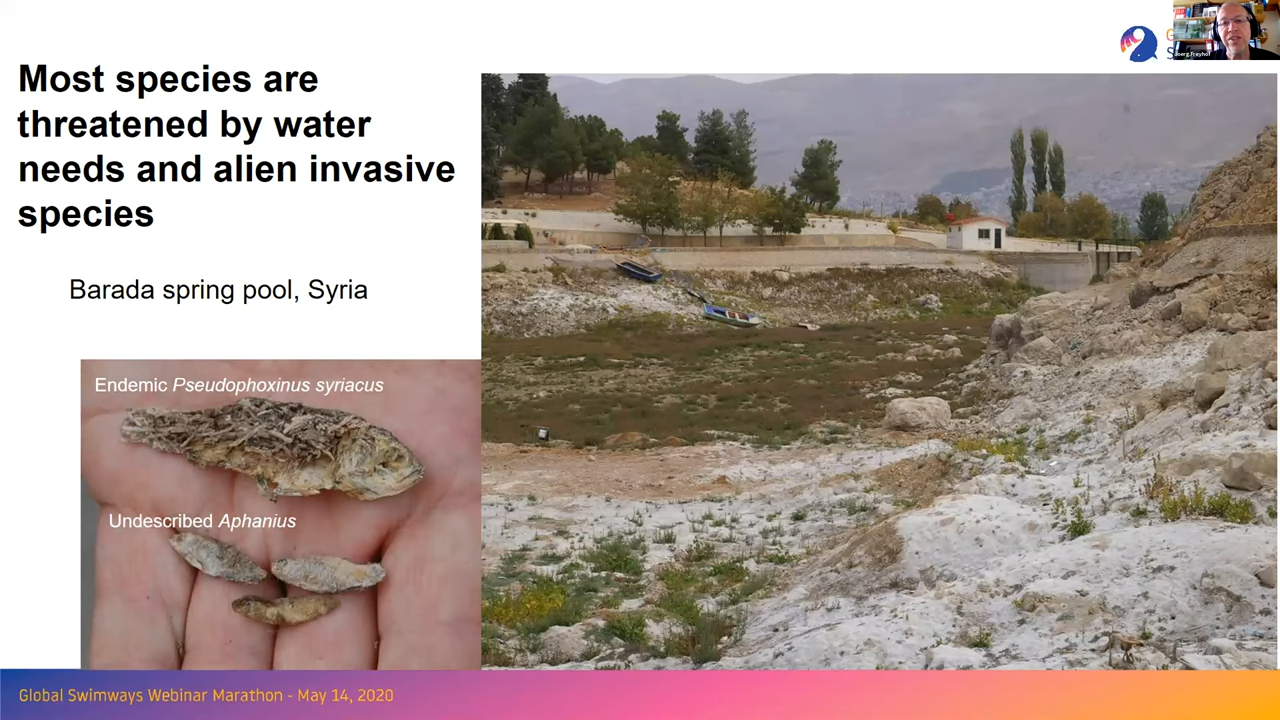 Most species are
threatened by water
needs and alien invasive
species
Barada spring pool, Syria
Endemic Pseudophoxinus syriacus
Undescribed Aphanius
Global Swimways Webinar Marathon - May 14, 2020